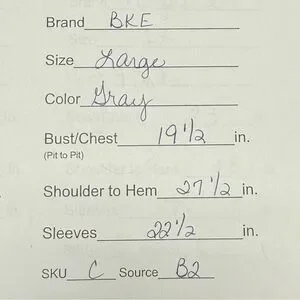 Brand BKE
Size Large
Color Gray
Bust/Chest 19 1/2 in.
(Pit to Pit)
Shoulder to Hem 27 1/2 in.
Sleeves 22 1/2 in.
SKU C Source B2